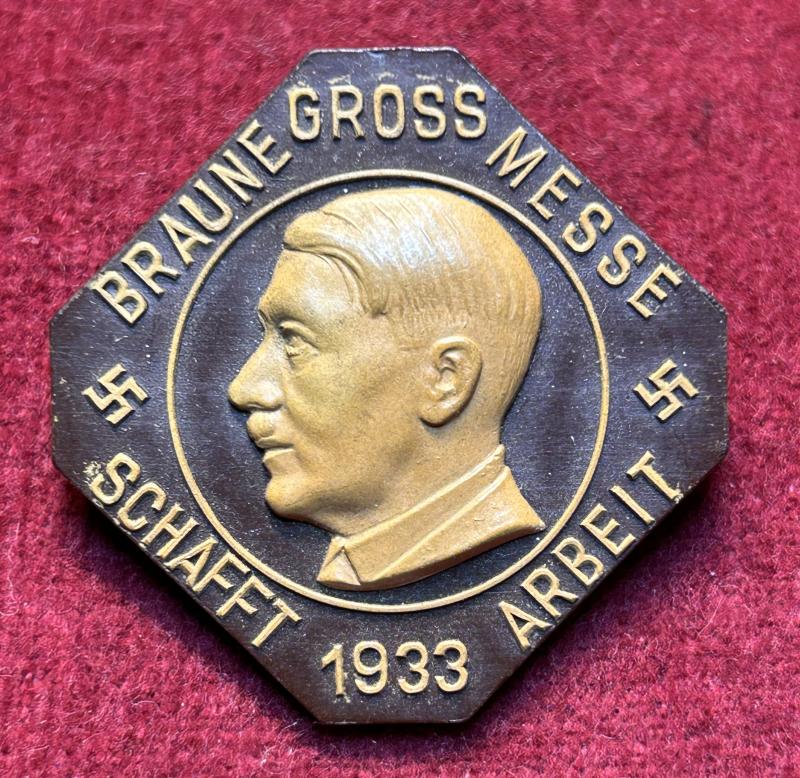 BRAUNE GROSS MESSE
SCHAFFT ARBEIT
1933